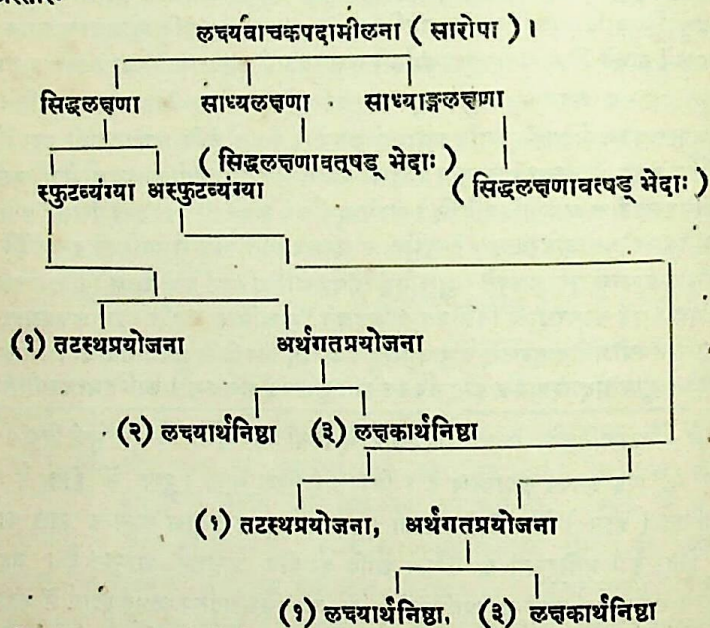 लक्ष्यवाचकपदामीलना ( सारोपा ) ।
सिद्धलक्षणा साध्यलक्षणा साध्याङ्गलक्षणा
( सिद्धलक्षणावत्षड् भेदाः )
स्फुटव्यंग्या अस्फुटव्यंग्या
( सिद्धलक्षणावत्षड् भेदाः )
(१) तटस्थप्रयोजना अर्थगतप्रयोजना
(२) लक्ष्यार्थनिष्ठा (३) लक्षकार्थनिष्ठा
(१) तटस्थप्रयोजना, अर्थगतप्रयोजना
(१) लक्ष्यार्थनिष्ठा, (३) लक्षकार्थनिष्ठा